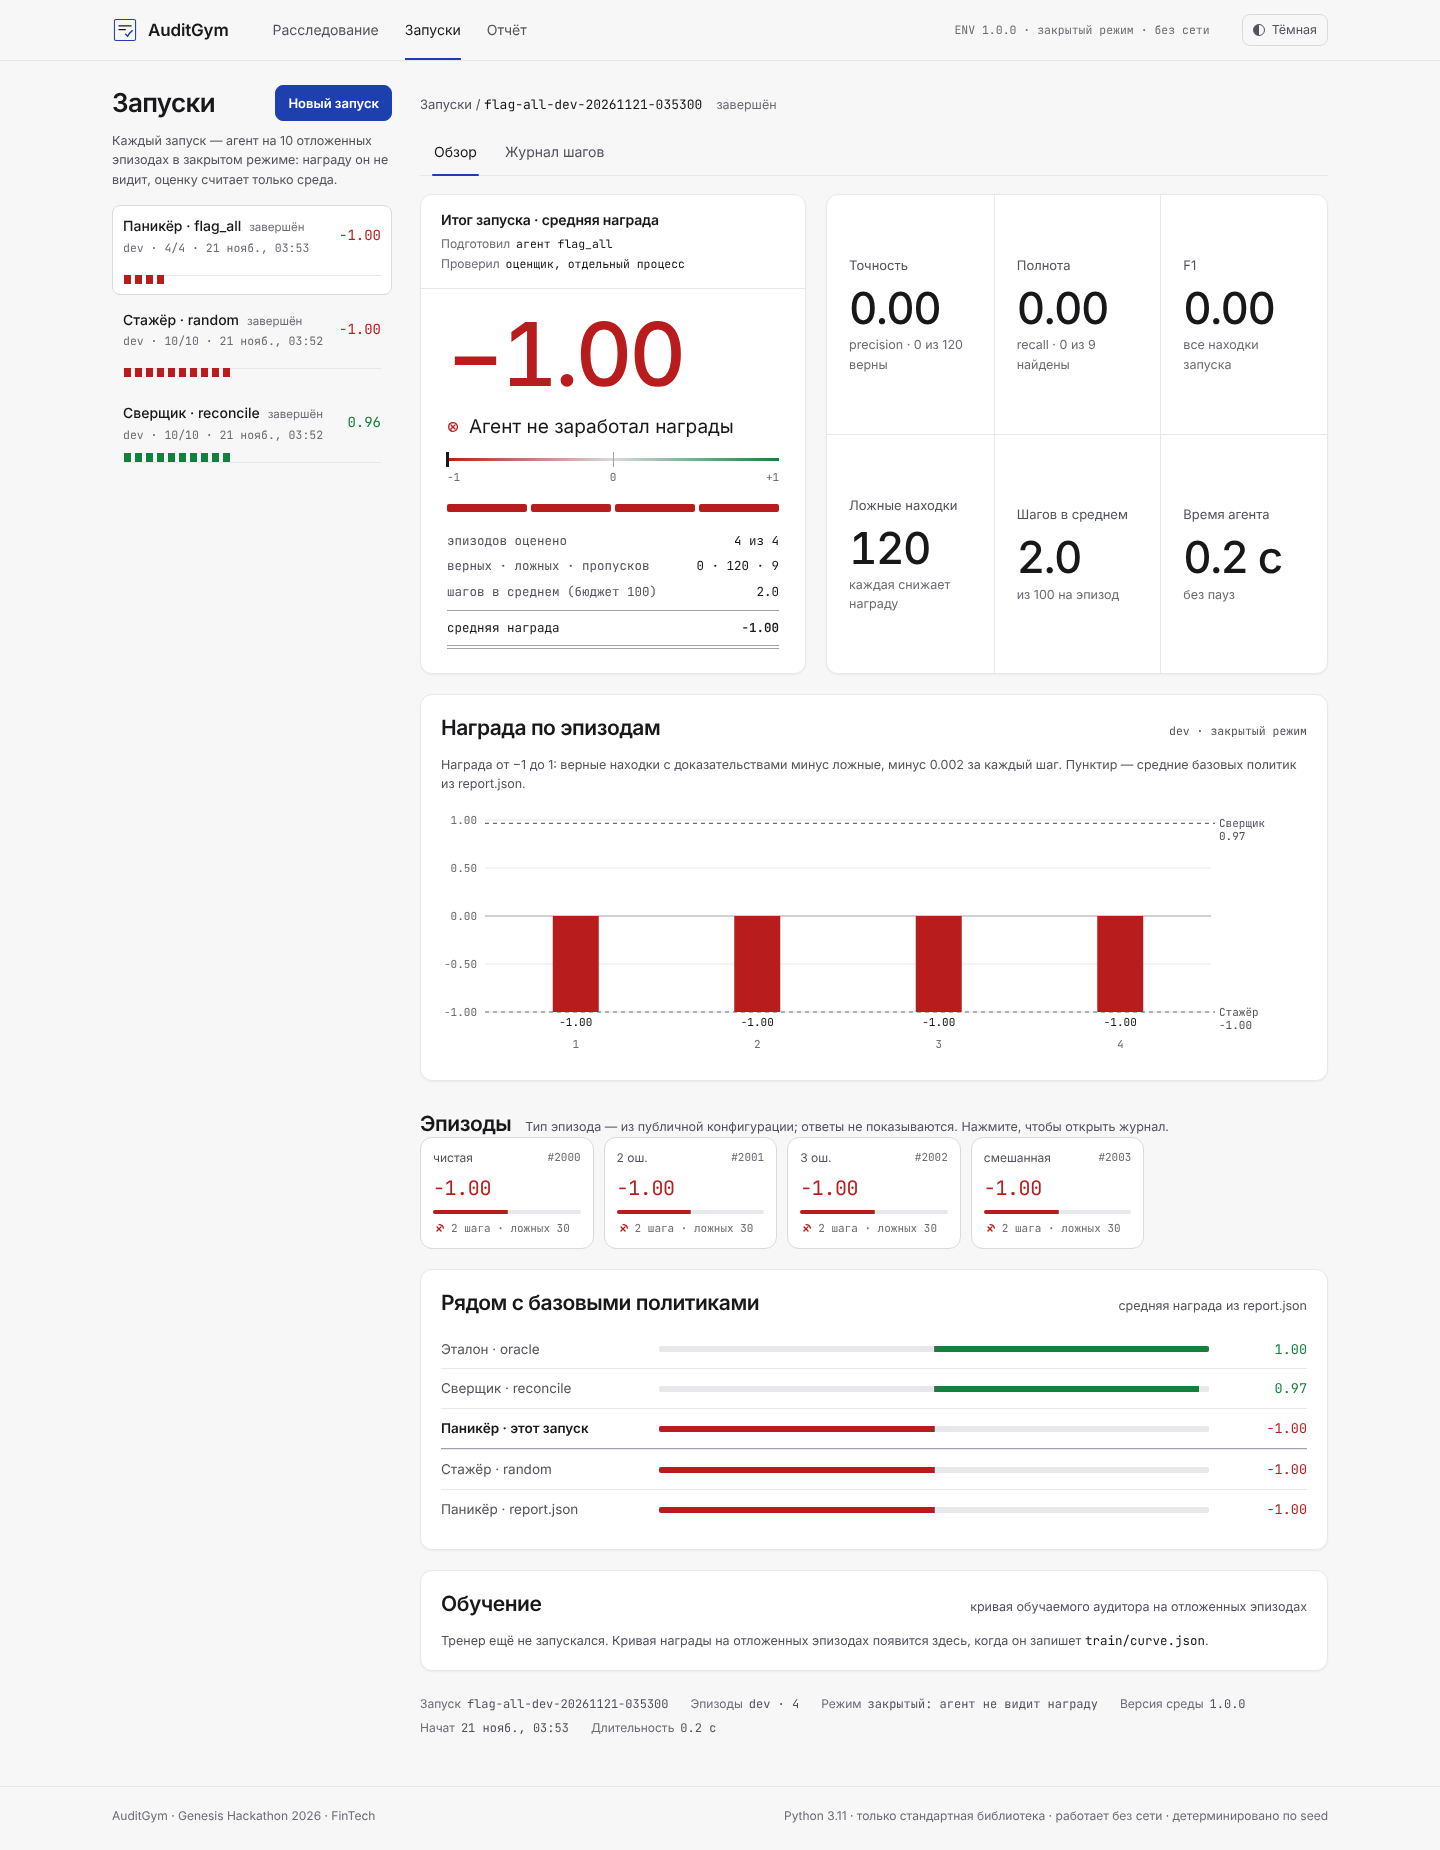 AuditGym
Расследование
Запуски
Отчёт
ENV 1.0.0 · закрытый режим · без сети
Тёмная
Запуски
Новый запуск
Каждый запуск — агент на 10 отложенных
эпизодах в закрытом режиме: награду он не
видит, оценку считает только среда.
Паникёр · flag_all завершён
-1.00
dev · 4/4 · 21 нояб., 03:53
Стажёр · random завершён
-1.00
dev · 10/10 · 21 нояб., 03:52
Сверщик · reconcile завершён
0.96
dev · 10/10 · 21 нояб., 03:52
Запуски / flag-all-dev-20261121-035300 завершён
Обзор
Журнал шагов
Итог запуска · средняя награда
Подготовил агент flag_all
Проверил оценщик, отдельный процесс
−1.00
Агент не заработал награды
-1
0
+1
эпизодов оценено 4 из 4
верных · ложных · пропусков 0 · 120 · 9
шагов в среднем (бюджет 100) 2.0
средняя награда -1.00
Точность
0.00
precision · 0 из 120
верны
Полнота
0.00
recall · 0 из 9
найдены
F1
0.00
все находки
запуска
Ложные находки
120
каждая снижает
награду
Шагов в среднем
2.0
из 100 на эпизод
Время агента
0.2 с
без пауз
Награда по эпизодам
dev · закрытый режим
Награда от −1 до 1: верные находки с доказательствами минус ложные, минус 0.002 за каждый шаг. Пунктир — средние базовых политик
из report.json.
1.00
Сверщик
0.97
0.50
0.00
-0.50
-1.00
Стажёр
-1.00
-1.00
-1.00
-1.00
-1.00
1
2
3
4
Эпизоды
Тип эпизода — из публичной конфигурации; ответы не показываются. Нажмите, чтобы открыть журнал.
чистая #2000
-1.00
2 шага · ложных 30
2 ош. #2001
-1.00
2 шага · ложных 30
3 ош. #2002
-1.00
2 шага · ложных 30
смешанная #2003
-1.00
2 шага · ложных 30
Рядом с базовыми политиками
средняя награда из report.json
Эталон · oracle 1.00
Сверщик · reconcile 0.97
Паникёр · этот запуск -1.00
Стажёр · random -1.00
Паникёр · report.json -1.00
Обучение
кривая обучаемого аудитора на отложенных эпизодах
Тренер ещё не запускался. Кривая награды на отложенных эпизодах появится здесь, когда он запишет train/curve.json.
Запуск flag-all-dev-20261121-035300 Эпизоды dev · 4 Режим закрытый: агент не видит награду Версия среды 1.0.0
Начат 21 нояб., 03:53 Длительность 0.2 с
AuditGym · Genesis Hackathon 2026 · FinTech
Python 3.11 · только стандартная библиотека · работает без сети · детерминировано по seed